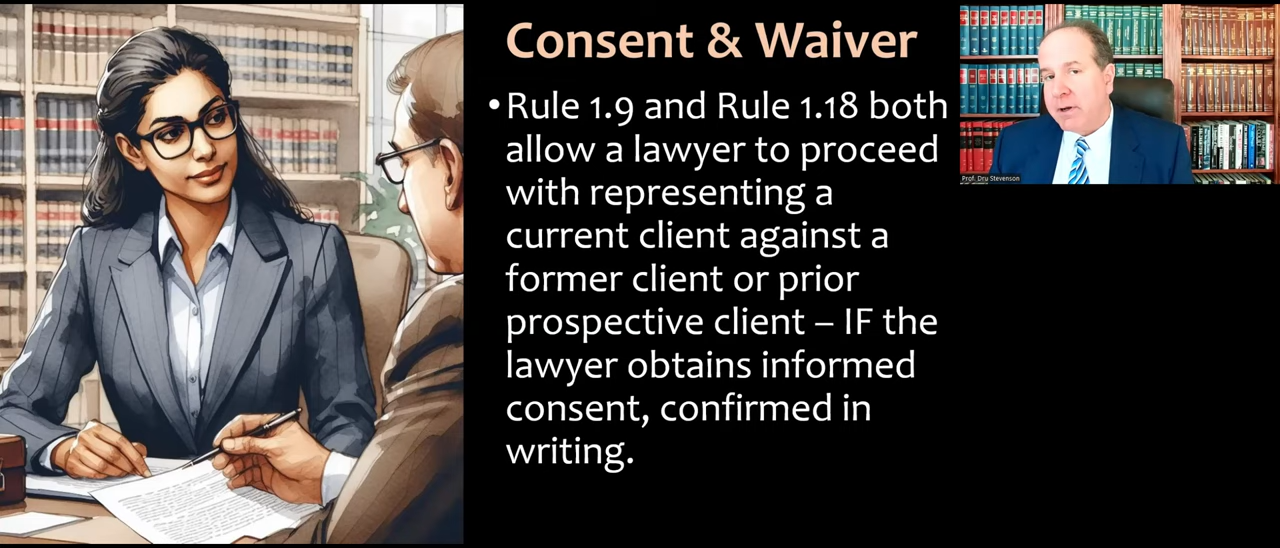 Consent & Waiver
• Rule 1.9 and Rule 1.18 both
allow a lawyer to proceed
with representing a
current client against a
former client or prior
prospective client – IF the
lawyer obtains informed
consent, confirmed in
writing.
Prof. Dru Stevenson